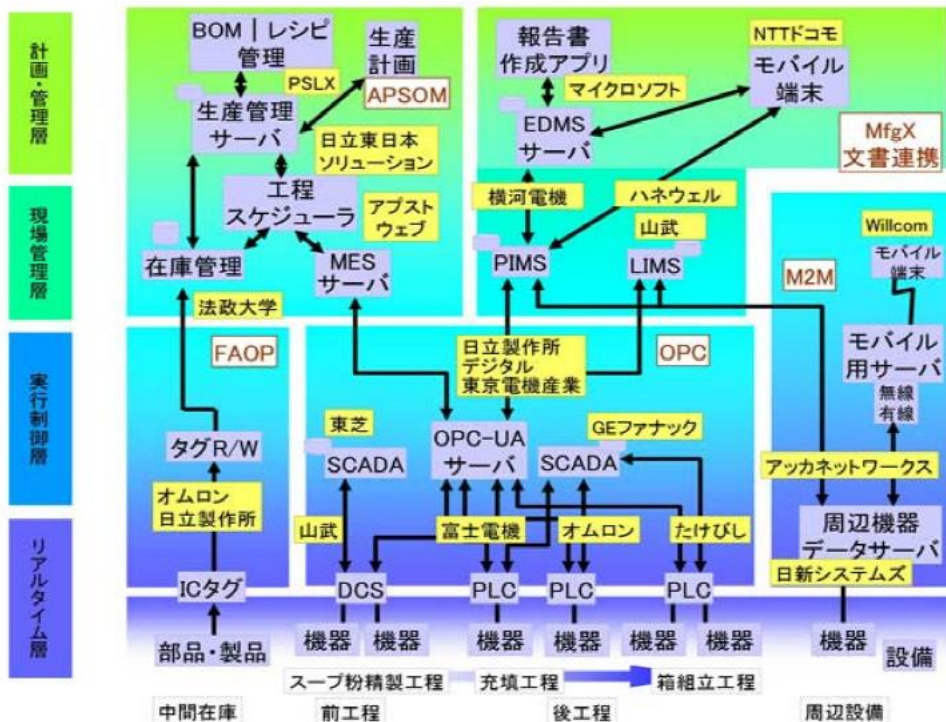 計画・管理層
現場管理層
実行制御層
リアルタイム層
BOM | レシピ
管理
生産
計画
PSLX
APSOM
生産管理
サーバ
日立東日本
ソリューション
工程
スケジューラ
アプスト
ウェブ
在庫管理
MES
サーバ
法政大学
報告書
作成アプリ
マイクロソフト
NTTドコモ
モバイル
端末
EDMS
サーバ
MfgX
文書連携
横河電機
ハネウェル
山武
PIMS
LIMS
M2M
Willcom
モバイル
端末
モバイル
用サーバ
無線
有線
アッカネットワークス
周辺機器
データサーバ
日新システムズ
機器
FAOP
タグR/W
オムロン
日立製作所
ICタグ
部品・製品
OPC
日立製作所
デジタル
東京電機産業
東芝
SCADA
OPC-UA
サーバ
GEファナック
SCADA
山武
富士電機
オムロン
たけびし
DCS
PLC
PLC
PLC
機器
機器
機器
機器
機器
機器
設備
スープ粉精製工程
充填工程
箱組立工程
中間在庫
前工程
後工程
周辺設備